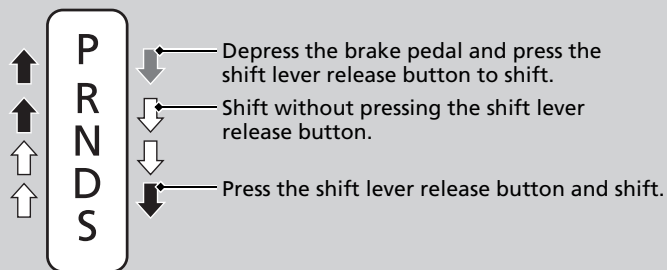 P
R
N
D
S
Depress the brake pedal and press the
shift lever release button to shift.
Shift without pressing the shift lever
release button.
Press the shift lever release button and shift.